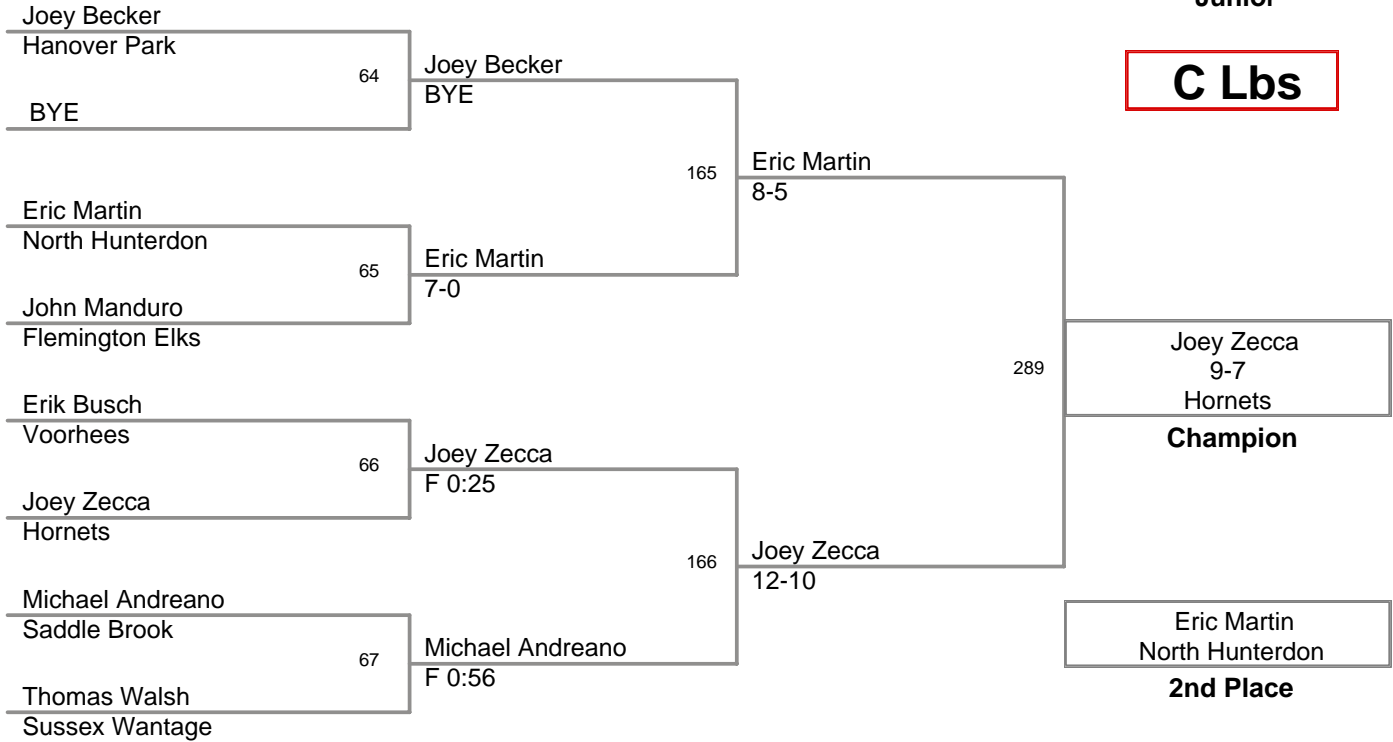 Junior
C Lbs
Joey Becker
Hanover Park
64
BYE
Joey Becker
BYE
165
Eric Martin
North Hunterdon
65
John Manduro
Flemington Elks
Eric Martin
7-0
Eric Martin
8-5
289
Erik Busch
Voorhees
66
Joey Zecca
Hornets
Joey Zecca
F 0:25
166
Michael Andreano
Saddle Brook
67
Thomas Walsh
Sussex Wantage
Michael Andreano
F 0:56
Joey Zecca
12-10
Joey Zecca
9-7
Hornets
Champion
Eric Martin
North Hunterdon
2nd Place